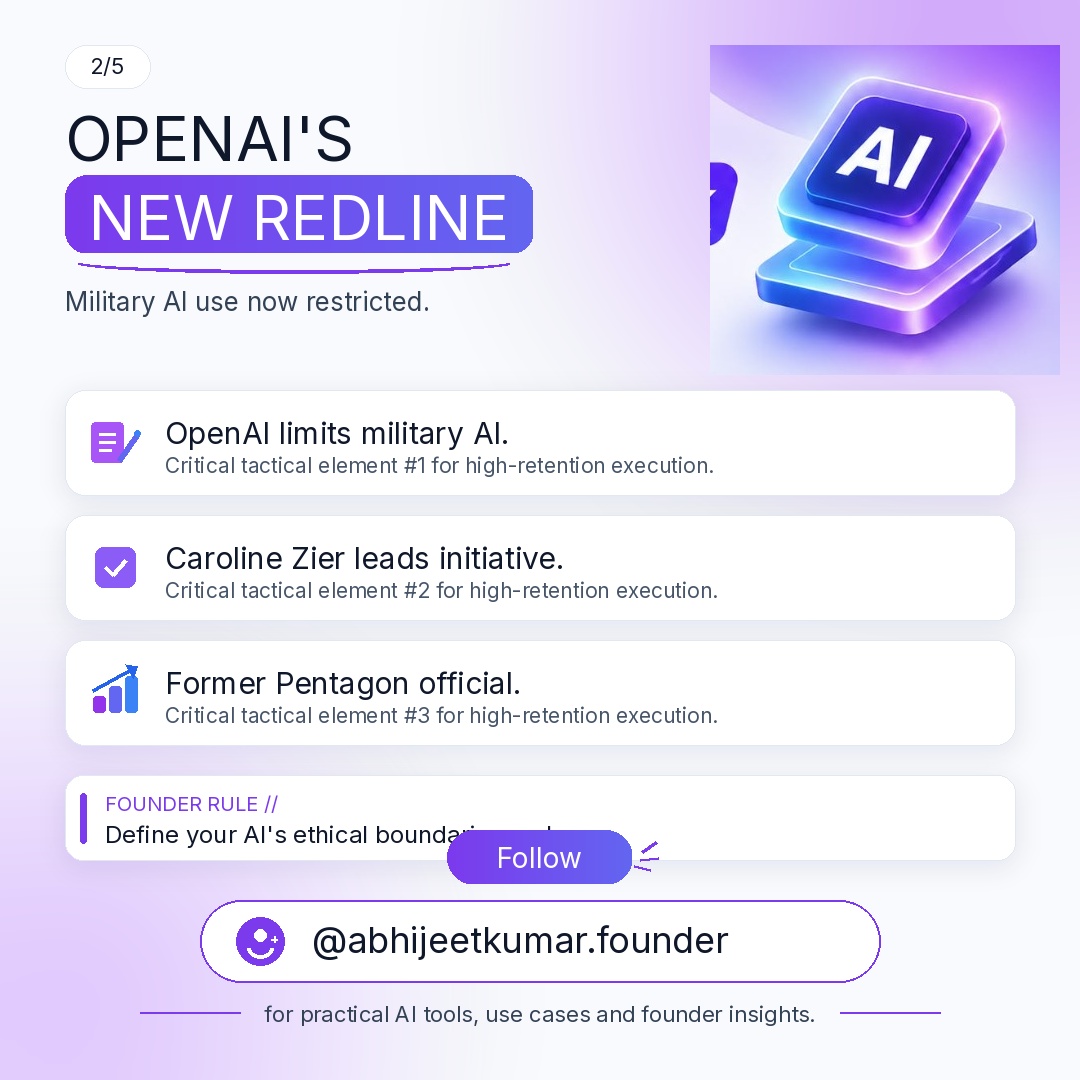 2/5
OPENAI'S
NEW REDLINE
Military AI use now restricted.
AI
OpenAI limits military AI.
Critical tactical element #1 for high-retention execution.
Caroline Zier leads initiative.
Critical tactical element #2 for high-retention execution.
Former Pentagon official.
Critical tactical element #3 for high-retention execution.
FOUNDER RULE //
Define your AI's ethical
Follow
@abhijeetkumar.founder
for practical AI tools, use cases and founder insights.